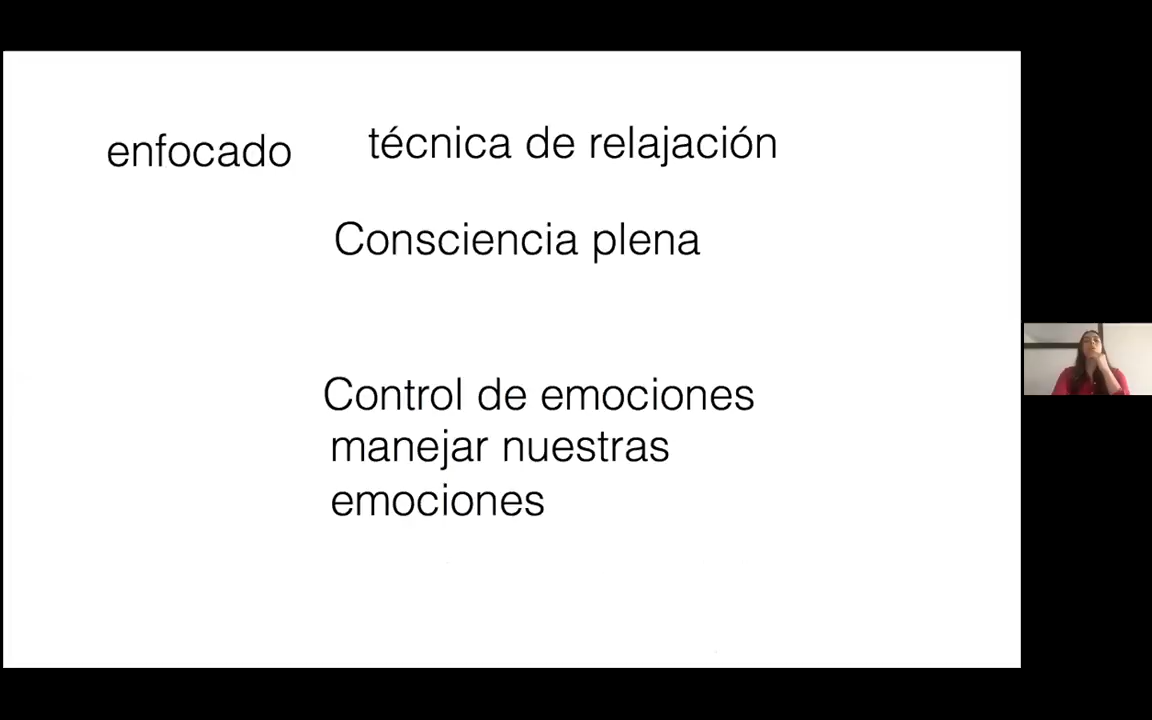 enfocado
técnica de relajación
Consciencia plena
Control de emociones
manejar nuestras
emociones